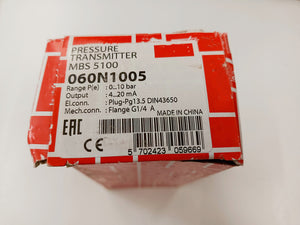 PRESSURE
TRANSMITTER
MBS 5100
060N1005
Range P(e) : 0...10 bar
Output : 4...20 mA
El.conn. : Plug-Pg13.5 DIN43650
Mech.conn. : Flange G1/4 A
MADE IN CHINA
EAC
CE
5 702423 059669